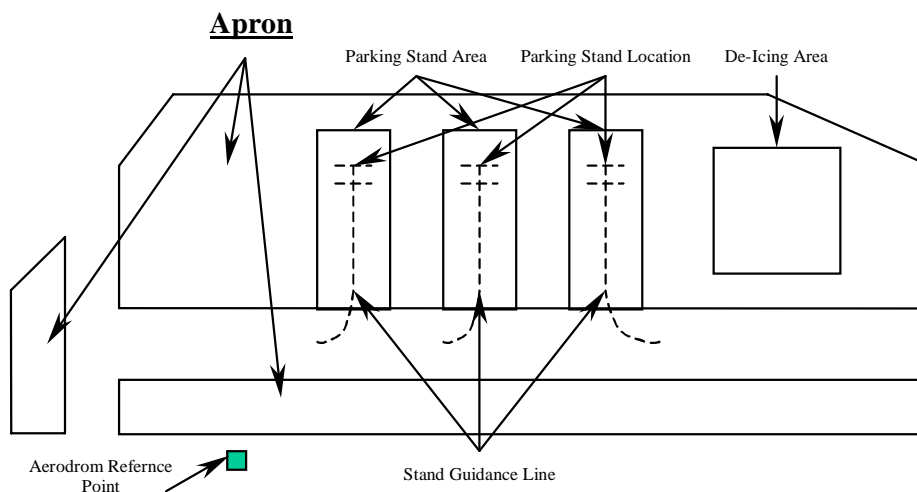 Apron
Parking Stand Area
Parking Stand Location
De-Icing Area
Aerodrom Refernce
Point
Stand Guidance Line